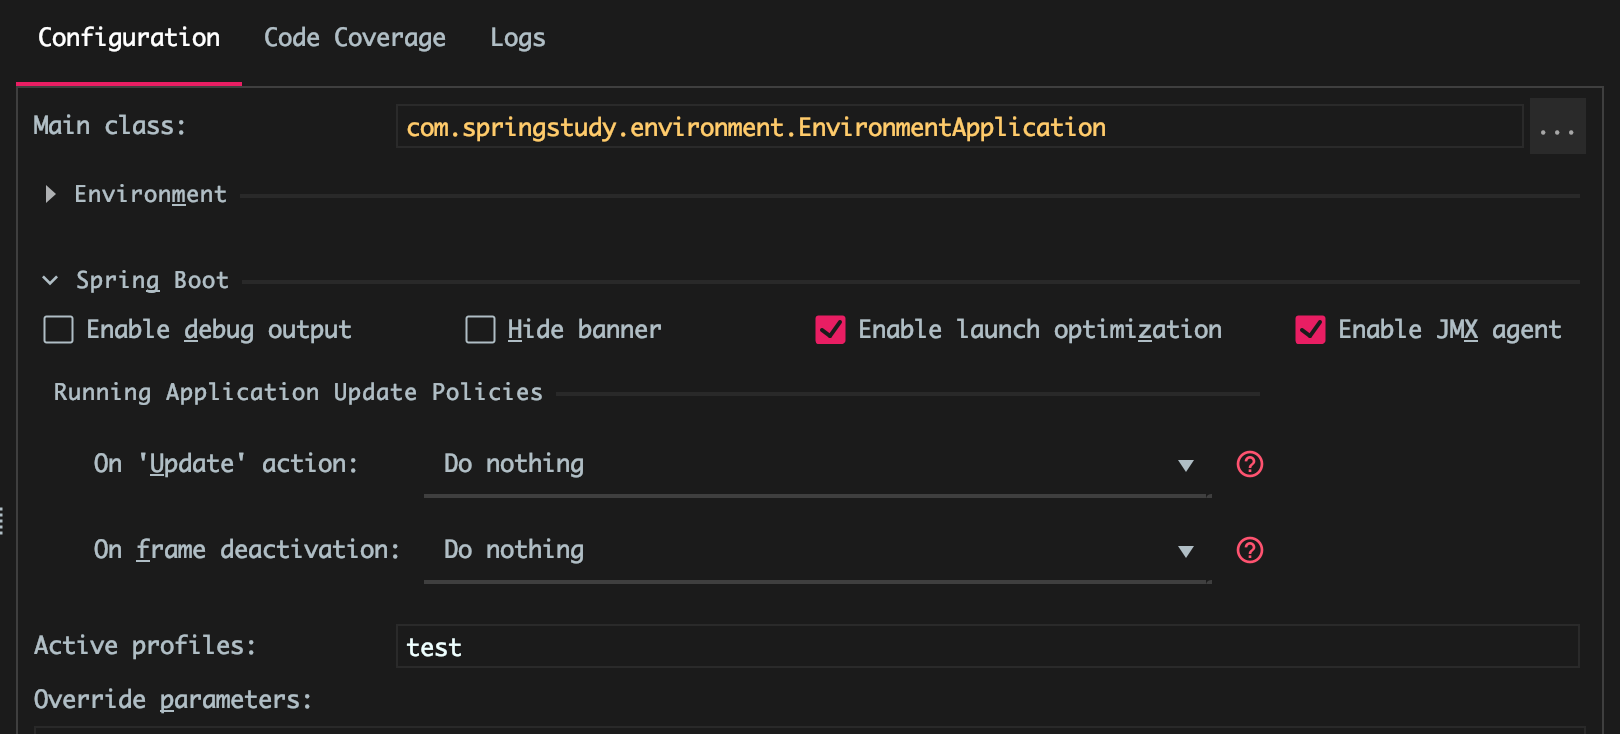 Configuration Code Coverage Logs
Main class: com.springstudy.environment.EnvironmentApplication ...
Environment
Spring Boot
Enable debug output Hide banner Enable launch optimization Enable JMX agent
Running Application Update Policies
On 'Update' action: Do nothing ?
On frame deactivation: Do nothing ?
Active profiles: test
Override parameters: